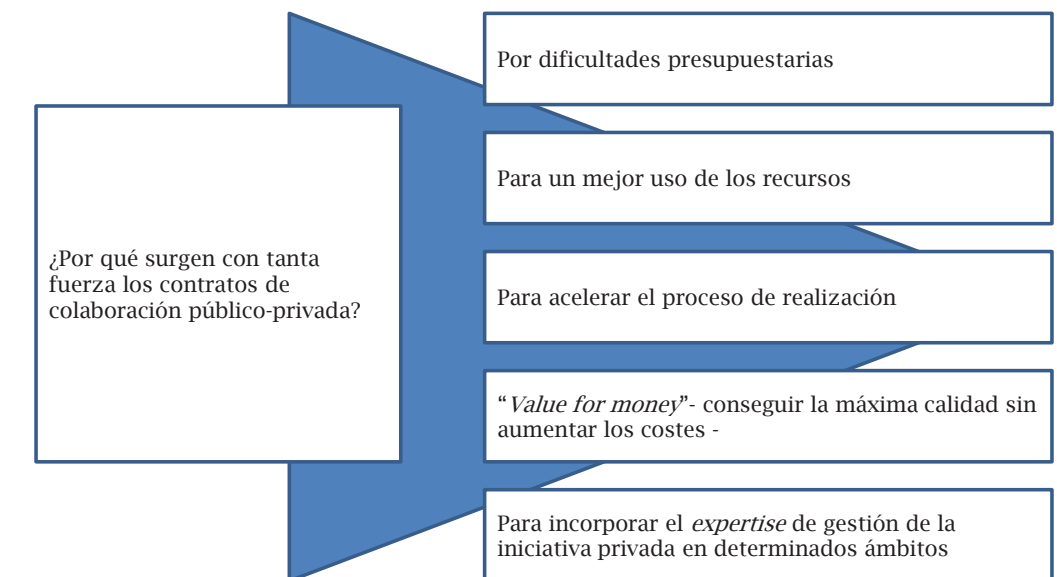 ¿Por qué surgen con tanta
fuerza los contratos de
colaboración público-privada?
Por dificultades presupuestarias
Para un mejor uso de los recursos
Para acelerar el proceso de realización
“Value for money”- conseguir la máxima calidad sin
aumentar los costes -
Para incorporar el expertise de gestión de la
iniciativa privada en determinados ámbitos